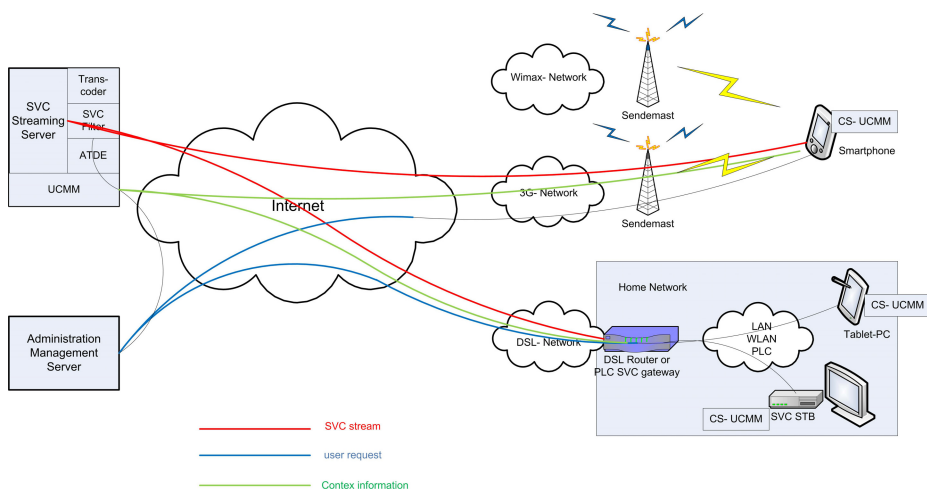 Trans-
coder
SVC
Streaming
Server
SVC
Filter
ATDE
UCMM
Internet
Wimax- Network
Sendemast
CS- UCMM
Smartphone
3G- Network
Sendemast
Administration
Management
Server
Home Network
DSL- Network
DSL Router or
PLC SVC gateway
LAN
WLAN
PLC
CS- UCMM
Tablet-PC
CS- UCMM
SVC STB
SVC stream
user request
Contex information